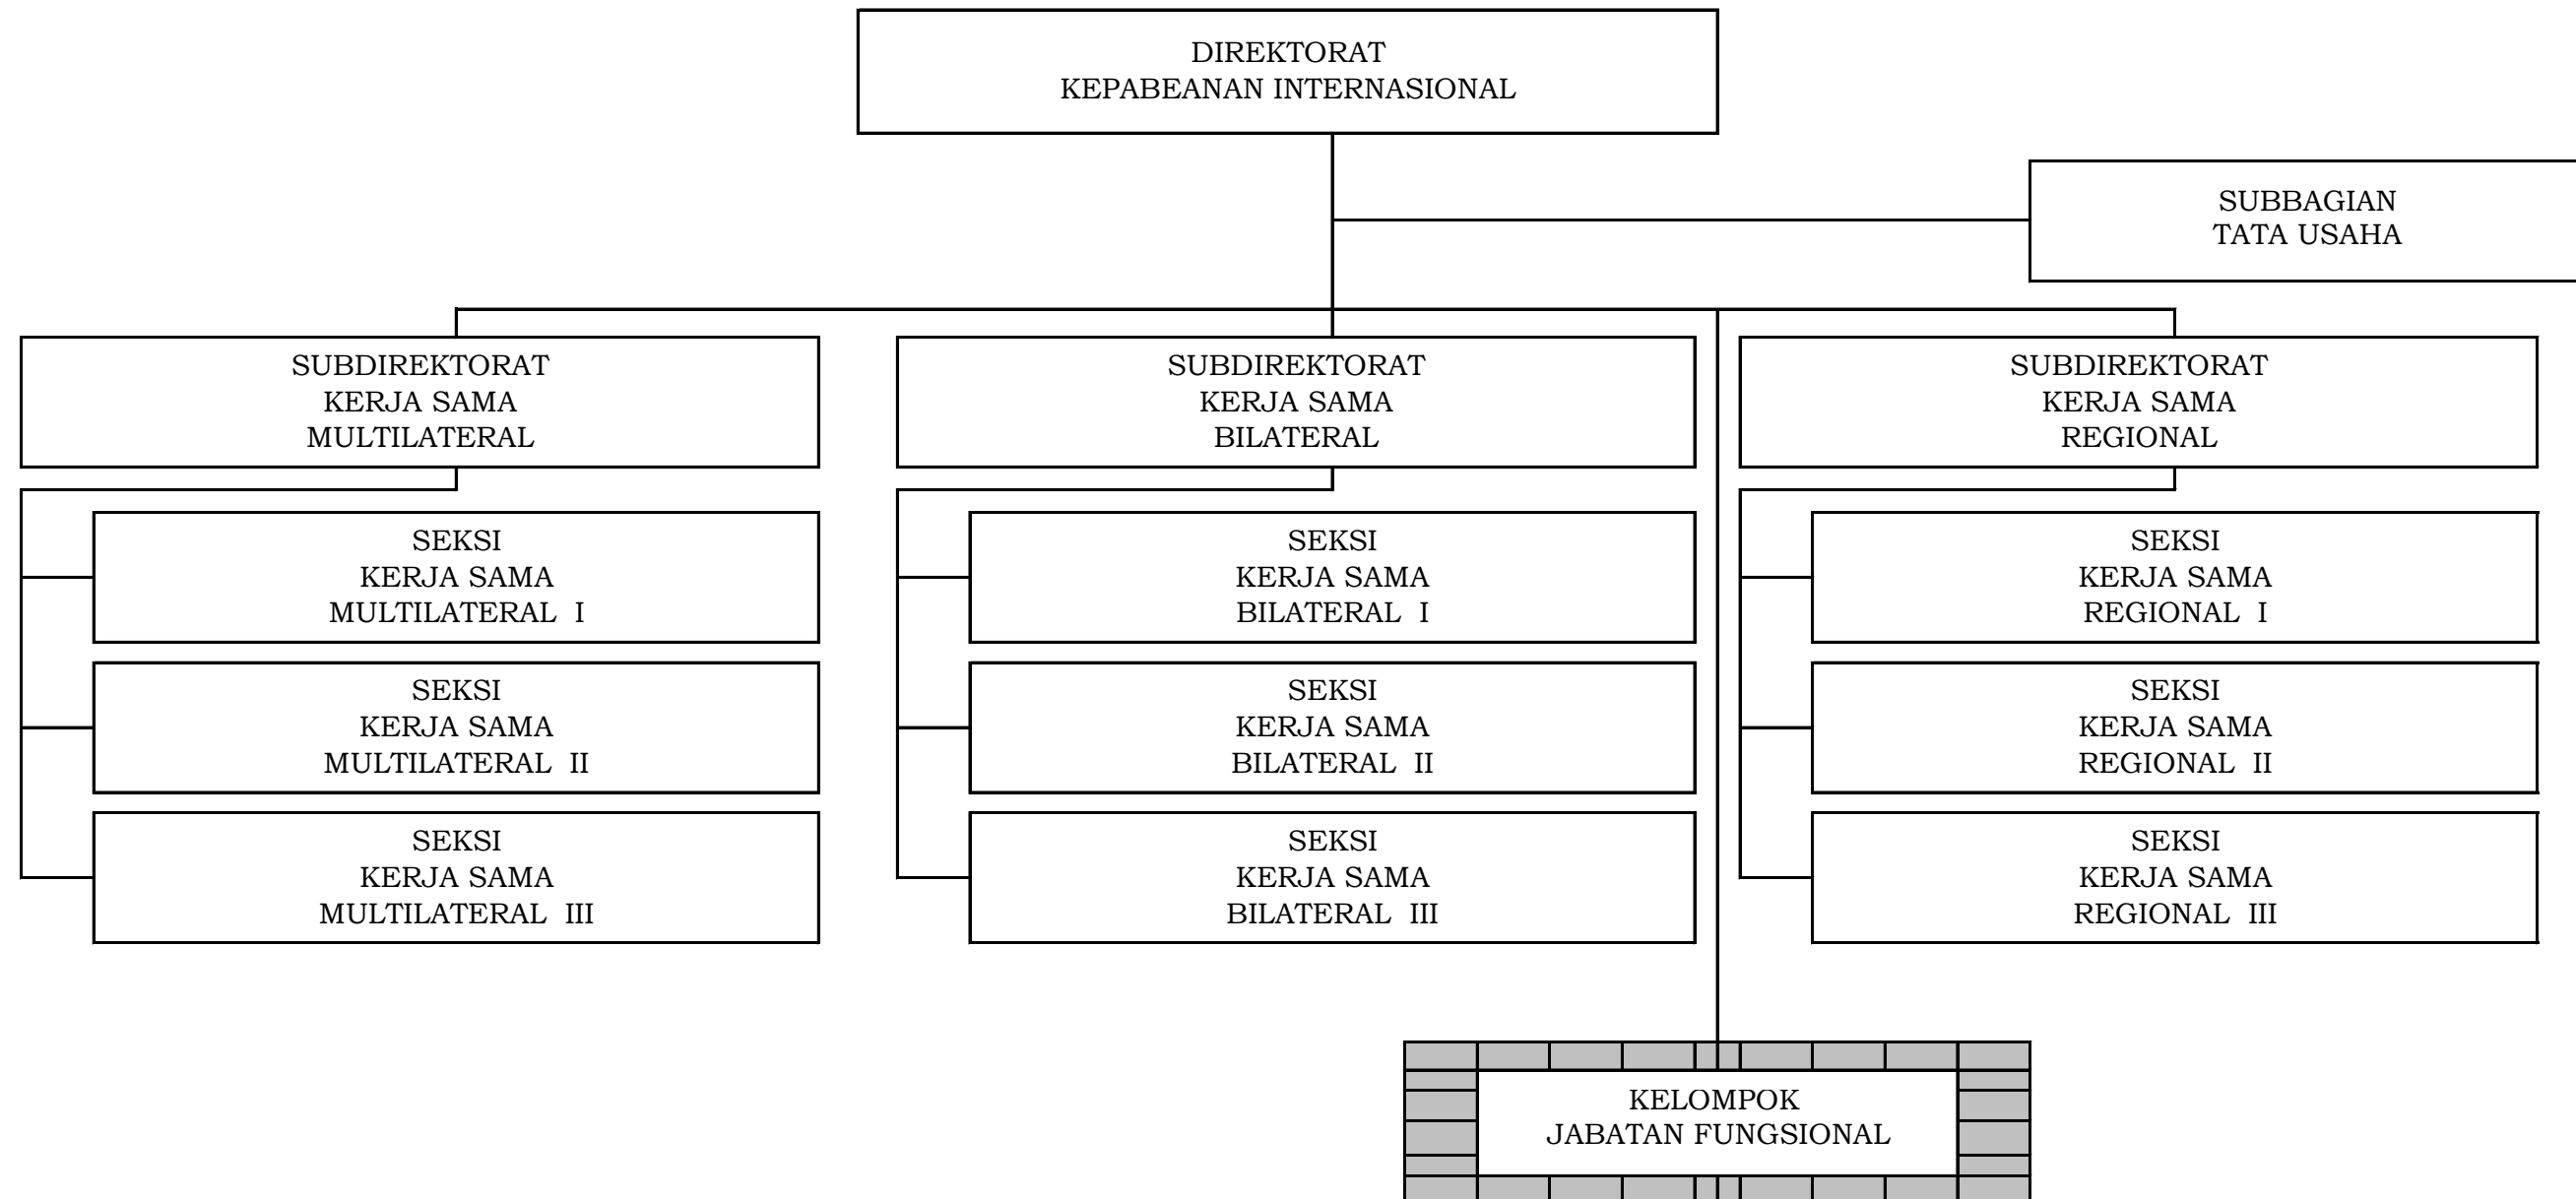 DIREKTORAT
KEPABEANAN INTERNASIONAL
SUBBAGIAN
TATA USAHA
SUBDIREKTORAT
KERJA SAMA
MULTILATERAL
SUBDIREKTORAT
KERJA SAMA
BILATERAL
SUBDIREKTORAT
KERJA SAMA
REGIONAL
SEKSI
KERJA SAMA
MULTILATERAL I
SEKSI
KERJA SAMA
BILATERAL I
SEKSI
KERJA SAMA
REGIONAL I
SEKSI
KERJA SAMA
MULTILATERAL II
SEKSI
KERJA SAMA
BILATERAL II
SEKSI
KERJA SAMA
REGIONAL II
SEKSI
KERJA SAMA
MULTILATERAL III
SEKSI
KERJA SAMA
BILATERAL III
SEKSI
KERJA SAMA
REGIONAL III
KELOMPOK
JABATAN FUNGSIONAL